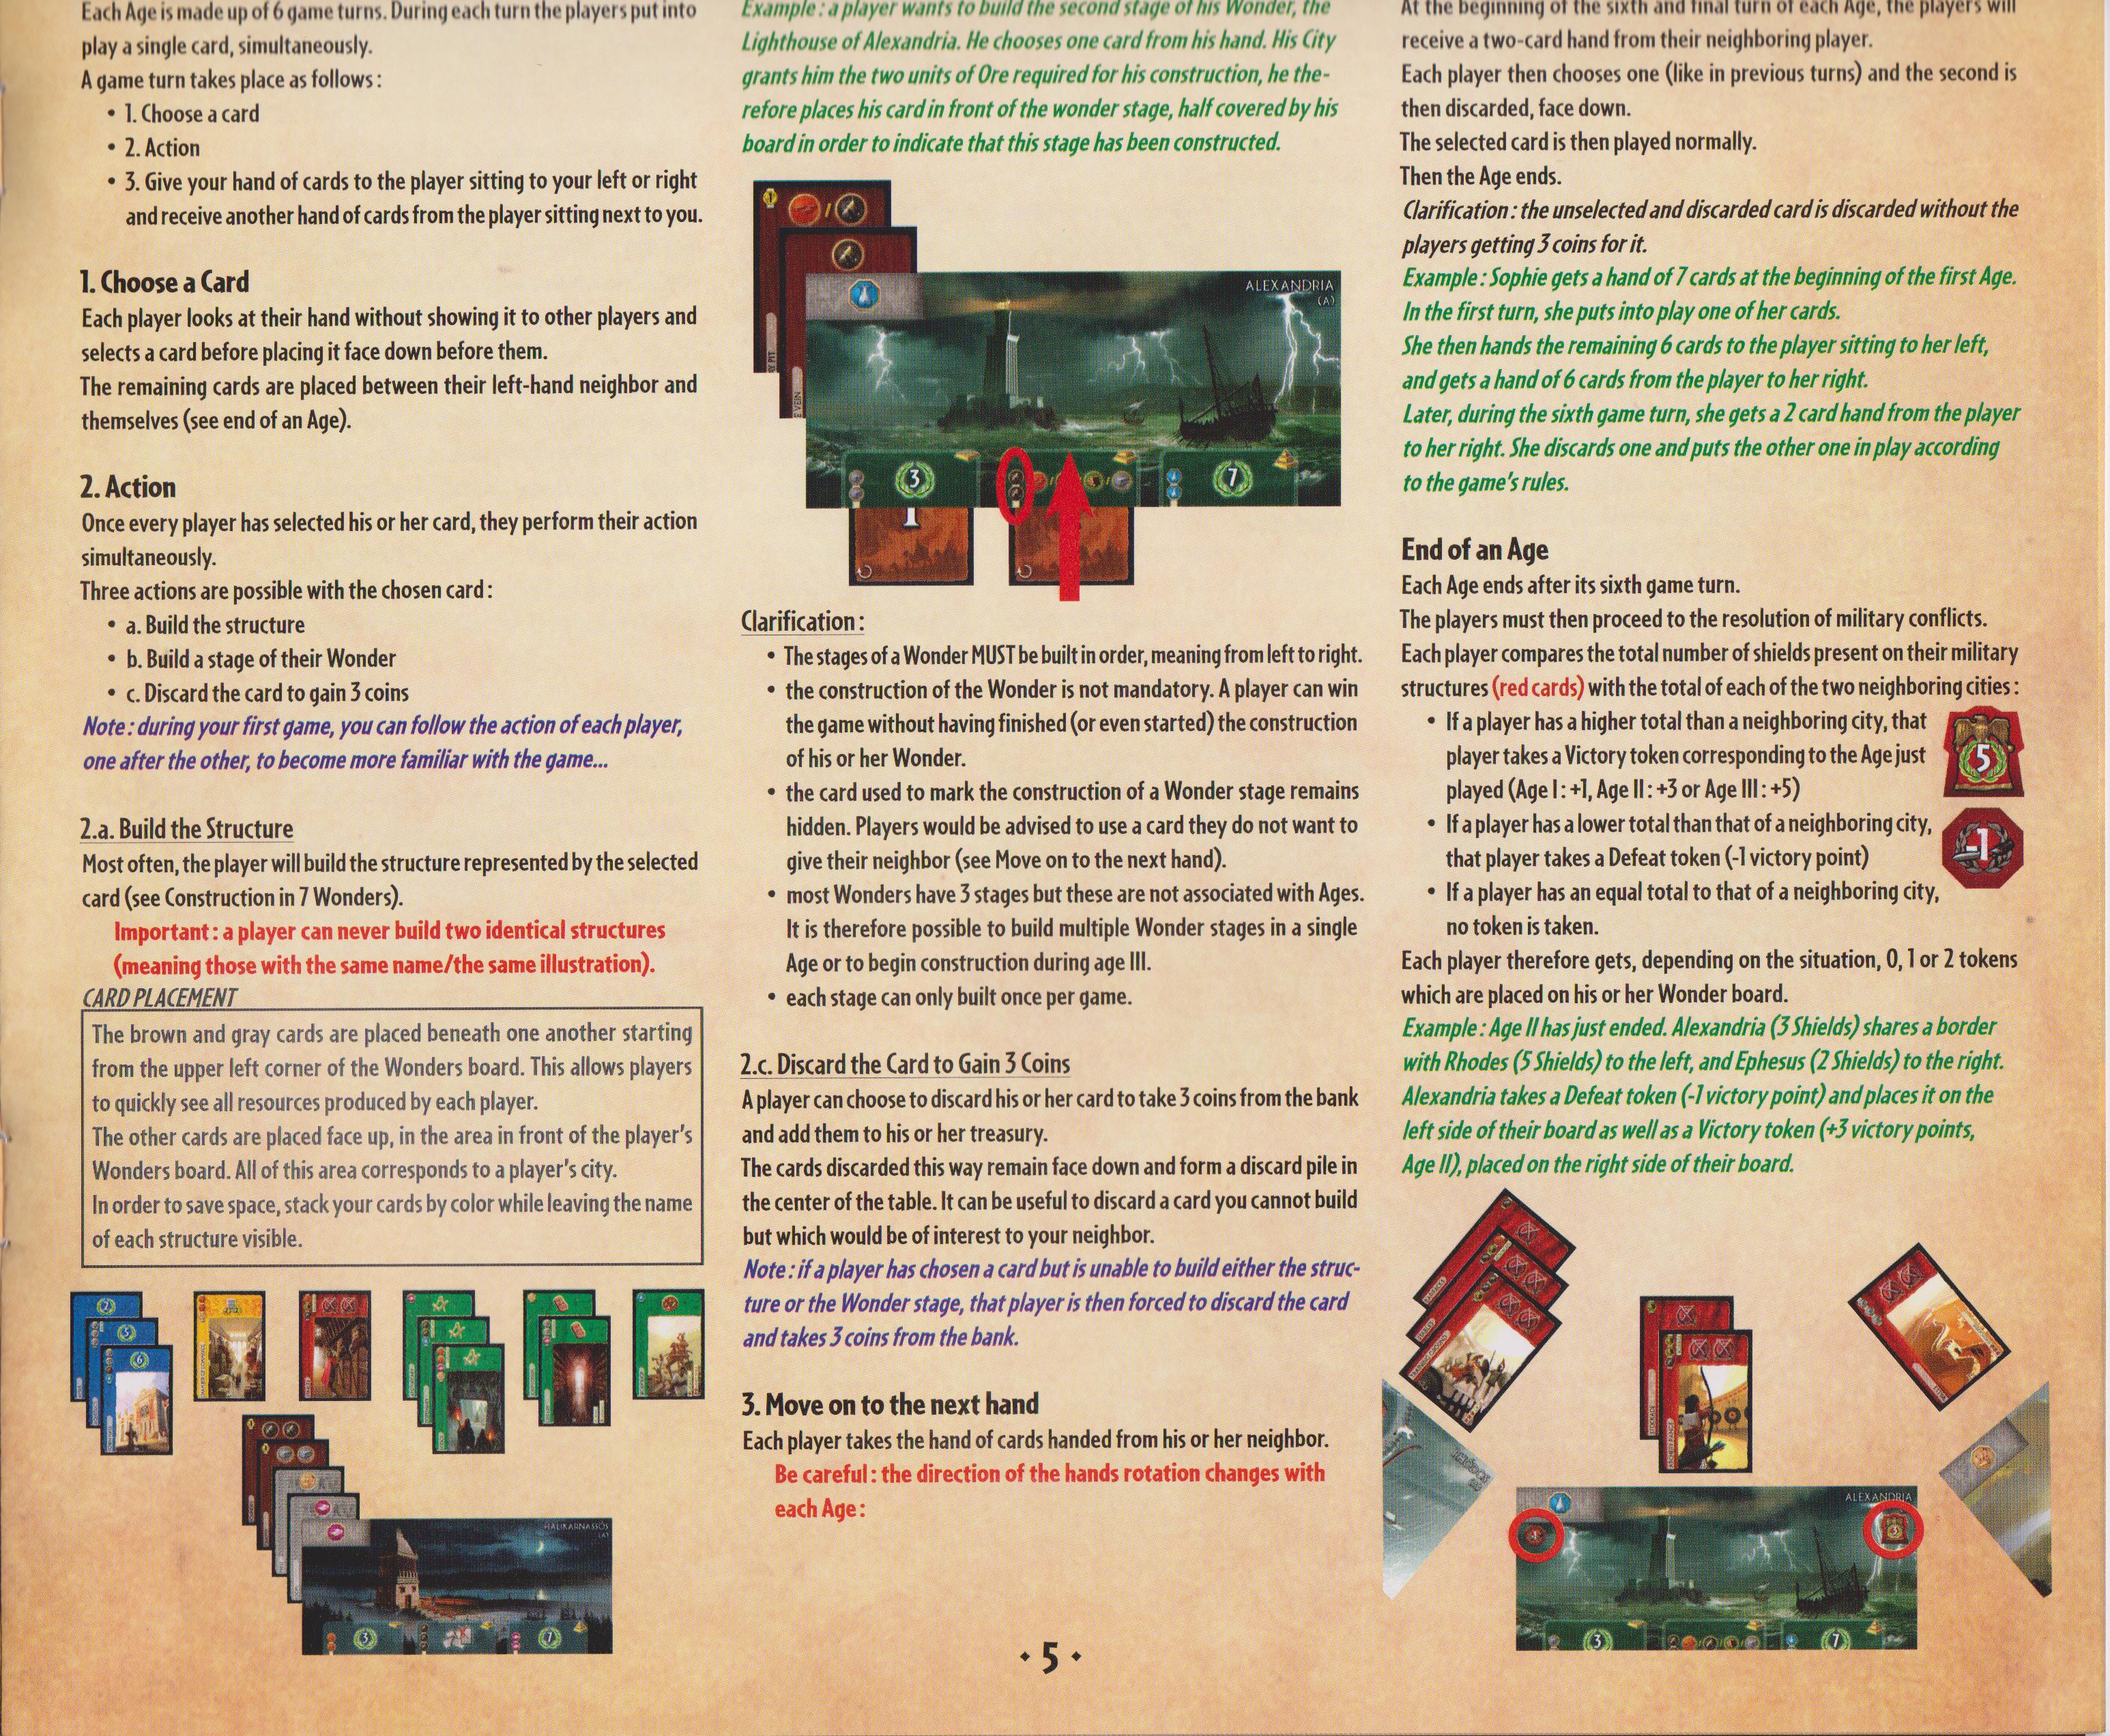 Each Age is made up of 6 game turns. During each turn the players put into
play a single card, simultaneously.
A game turn takes place as follows :
• 1. Choose a card
• 2. Action
• 3. Give your hand of cards to the player sitting to your left or right
and receive another hand of cards from the player sitting next to you.
1. Choose a Card
Each player looks at their hand without showing it to other players and
selects a card before placing it face down before them.
The remaining cards are placed between their left-hand neighbor and
themselves (see end of an Age).
2. Action
Once every player has selected his or her card, they perform their action
simultaneously.
Three actions are possible with the chosen card :
• a. Build the structure
• b. Build a stage of their Wonder
• c. Discard the card to gain 3 coins
Note : during your first game, you can follow the action of each player,
one after the other, to become more familiar with the game...
2.a. Build the Structure
Most often, the player will build the structure represented by the selected
card (see Construction in 7 Wonders).
Important : a player can never build two identical structures
(meaning those with the same name/the same illustration).
CARD PLACEMENT
The brown and gray cards are placed beneath one another starting
from the upper left corner of the Wonders board. This allows players
to quickly see all resources produced by each player.
The other cards are placed face up, in the area in front of the player's
Wonders board. All of this area corresponds to a player's city.
In order to save space, stack your cards by color while leaving the name
of each structure visible.
2
5
6
HALIKARNASSOS
(A)
3
7
Example : a player wants to build the second stage of his Wonder, the
Lighthouse of Alexandria. He chooses one card from his hand. His City
grants him the two units of Ore required for his construction, he the-
refore places his card in front of the wonder stage, half covered by his
board in order to indicate that this stage has been constructed.
1
ALEXANDRIA
(A)
VEIN
3
7
I
Clarification :
• The stages of a Wonder MUST be built in order, meaning from left to right.
• the construction of the Wonder is not mandatory. A player can win
the game without having finished (or even started) the construction
of his or her Wonder.
• the card used to mark the construction of a Wonder stage remains
hidden. Players would be advised to use a card they do not want to
give their neighbor (see Move on to the next hand).
• most Wonders have 3 stages but these are not associated with Ages.
It is therefore possible to build multiple Wonder stages in a single
Age or to begin construction during age III.
• each stage can only built once per game.
2.c. Discard the Card to Gain 3 Coins
A player can choose to discard his or her card to take 3 coins from the bank
and add them to his or her treasury.
The cards discarded this way remain face down and form a discard pile in
the center of the table. It can be useful to discard a card you cannot build
but which would be of interest to your neighbor.
Note : if a player has chosen a card but is unable to build either the struc-
ture or the Wonder stage, that player is then forced to discard the card
and takes 3 coins from the bank.
3. Move on to the next hand
Each player takes the hand of cards handed from his or her neighbor.
Be careful : the direction of the hands rotation changes with
each Age :
At the beginning of the sixth and final turn of each Age, the players will
receive a two-card hand from their neighboring player.
Each player then chooses one (like in previous turns) and the second is
then discarded, face down.
The selected card is then played normally.
Then the Age ends.
Clarification : the unselected and discarded card is discarded without the
players getting 3 coins for it.
Example : Sophie gets a hand of 7 cards at the beginning of the first Age.
In the first turn, she puts into play one of her cards.
She then hands the remaining 6 cards to the player sitting to her left,
and gets a hand of 6 cards from the player to her right.
Later, during the sixth game turn, she gets a 2 card hand from the player
to her right. She discards one and puts the other one in play according
to the game's rules.
End of an Age
Each Age ends after its sixth game turn.
The players must then proceed to the resolution of military conflicts.
Each player compares the total number of shields present on their military
structures (red cards) with the total of each of the two neighboring cities :
• If a player has a higher total than a neighboring city, that
player takes a Victory token corresponding to the Age just
played (Age I : +1, Age II : +3 or Age III : +5)
5
• If a player has a lower total than that of a neighboring city,
that player takes a Defeat token (-1 victory point)
-1
• If a player has an equal total to that of a neighboring city,
no token is taken.
Each player therefore gets, depending on the situation, 0, 1 or 2 tokens
which are placed on his or her Wonder board.
Example : Age II has just ended. Alexandria (3 Shields) shares a border
with Rhodes (5 Shields) to the left, and Ephesus (2 Shields) to the right.
Alexandria takes a Defeat token (-1 victory point) and places it on the
left side of their board as well as a Victory token (+3 victory points,
Age II), placed on the right side of their board.
ALEXANDRIA
-1
3
3
7
• 5 •